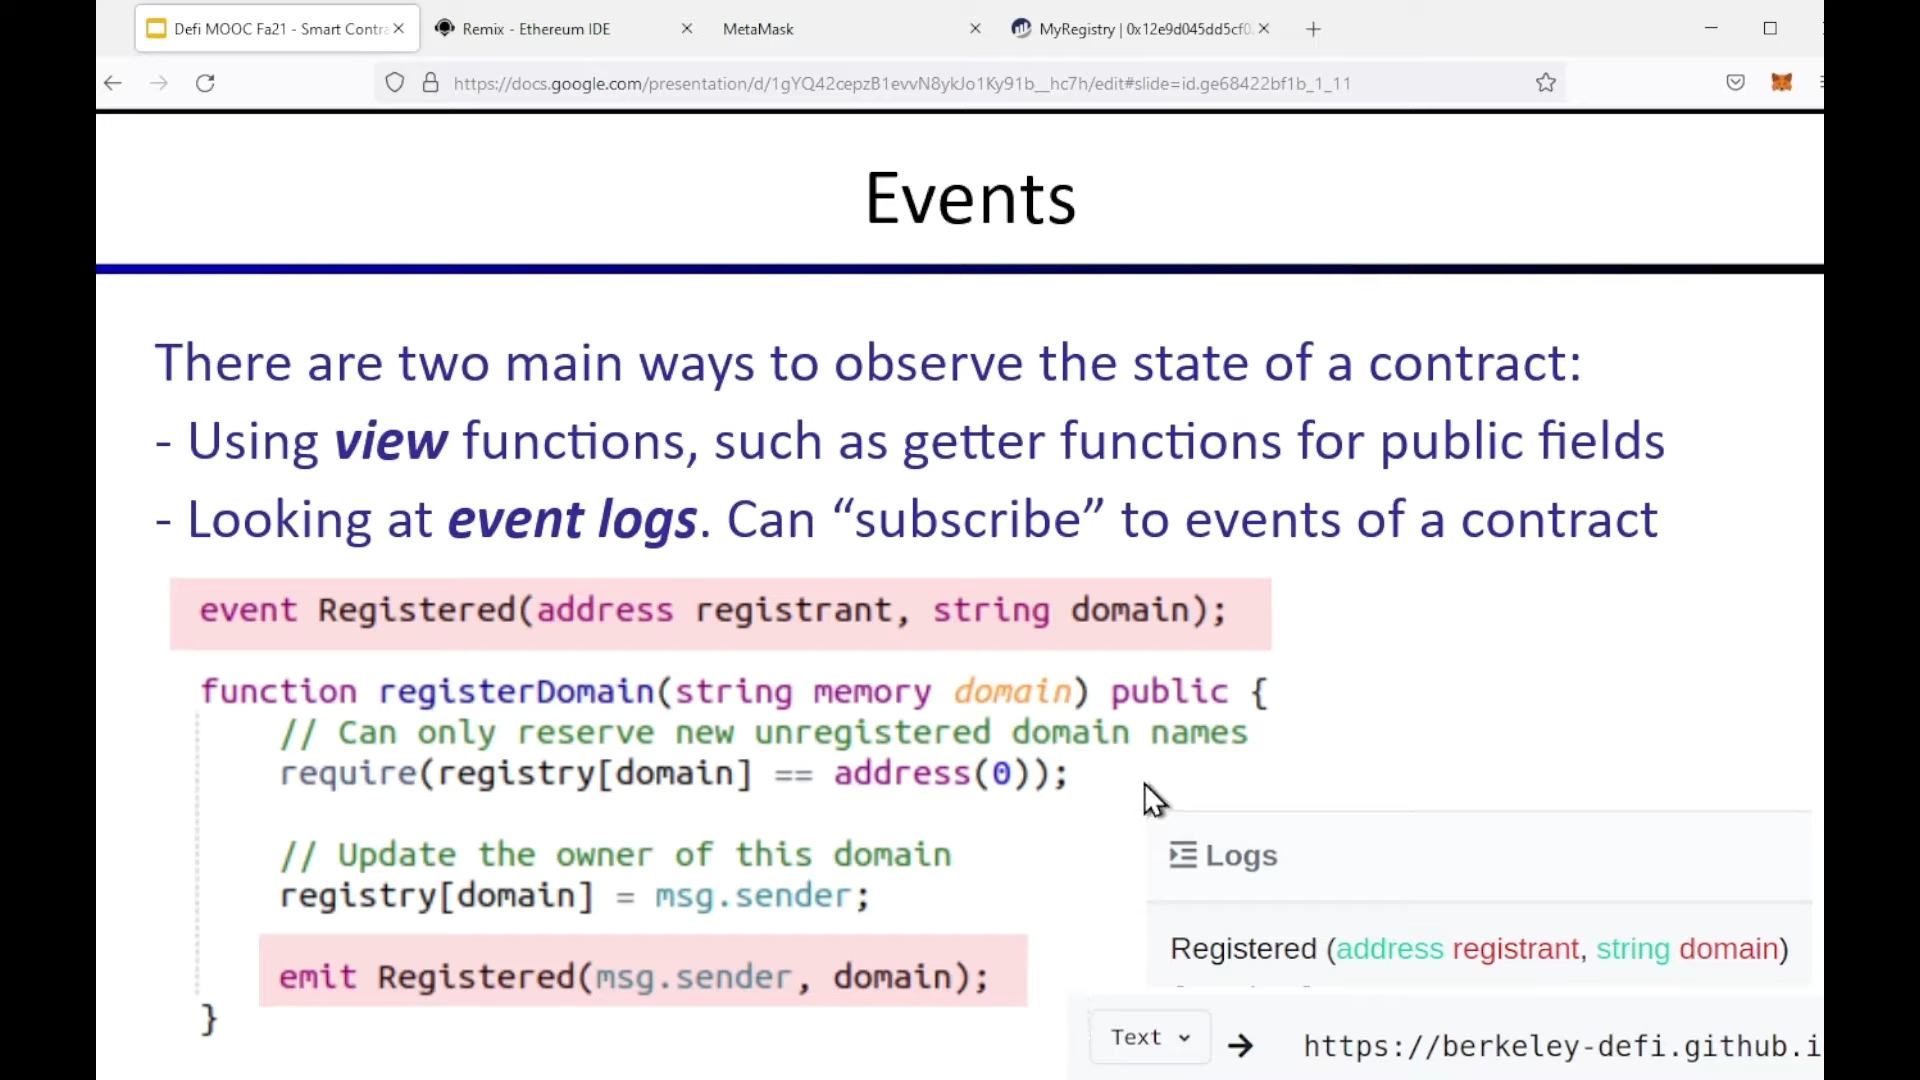 Defi MOOC Fa21 - Smart Contra
Remix - Ethereum IDE
MetaMask
MyRegistry | 0x12e9d045dd5cf0
https://docs.google.com/presentation/d/1gYQ42cepzB1evvN8ykJo1Ky91b__hc7h/edit#slide=id.ge68422bf1b_1_11
Events
There are two main ways to observe the state of a contract:
- Using view functions, such as getter functions for public fields
- Looking at event logs. Can “subscribe” to events of a contract
event Registered(address registrant, string domain);
function registerDomain(string memory domain) public {
// Can only reserve new unregistered domain names
require(registry[domain] == address(0));
// Update the owner of this domain
registry[domain] = msg.sender;
emit Registered(msg.sender, domain);
}
Logs
Registered (address registrant, string domain)
Text → https://berkeley-defi.github.i